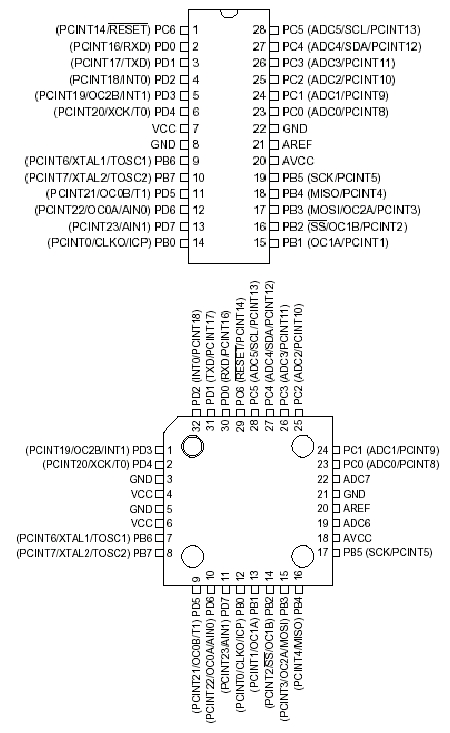 (PCINT14/RESET) PC6 1 28 PC5 (ADC5/SCL/PCINT13)
(PCINT16/RXD) PD0 2 27 PC4 (ADC4/SDA/PCINT12)
(PCINT17/TXD) PD1 3 26 PC3 (ADC3/PCINT11)
(PCINT18/INT0) PD2 4 25 PC2 (ADC2/PCINT10)
(PCINT19/OC2B/INT1) PD3 5 24 PC1 (ADC1/PCINT9)
(PCINT20/XCK/T0) PD4 6 23 PC0 (ADC0/PCINT8)
VCC 7 22 GND
GND 8 21 AREF
(PCINT6/XTAL1/TOSC1) PB6 9 20 AVCC
(PCINT7/XTAL2/TOSC2) PB7 10 19 PB5 (SCK/PCINT5)
(PCINT21/OC0B/T1) PD5 11 18 PB4 (MISO/PCINT4)
(PCINT22/OC0A/AIN0) PD6 12 17 PB3 (MOSI/OC2A/PCINT3)
(PCINT23/AIN1) PD7 13 16 PB2 (SS/OC1B/PCINT2)
(PCINT0/CLKO/ICP) PB0 14 15 PB1 (OC1A/PCINT1)
32 PD2 (INT0/PCINT18)
31 PD1 (TXD/PCINT17)
30 PD0 (RXD/PCINT16)
29 PC6 (RESET/PCINT14)
28 PC5 (ADC5/SCL/PCINT13)
27 PC4 (ADC4/SDA/PCINT12)
26 PC3 (ADC3/PCINT11)
25 PC2 (ADC2/PCINT10)
(PCINT19/OC2B/INT1) PD3 1 24 PC1 (ADC1/PCINT9)
(PCINT20/XCK/T0) PD4 2 23 PC0 (ADC0/PCINT8)
GND 3 22 ADC7
VCC 4 21 GND
GND 5 20 AREF
VCC 6 19 ADC6
(PCINT6/XTAL1/TOSC1) PB6 7 18 AVCC
(PCINT7/XTAL2/TOSC2) PB7 8 17 PB5 (SCK/PCINT5)
(PCINT21/OC0B/T1) PD5 9
(PCINT22/OC0A/AIN0) PD6 10
(PCINT23/AIN1) PD7 11
(PCINT0/CLKO/ICP) PB0 12
(PCINT1/OC1A) PB1 13
(PCINT2/SS/OC1B) PB2 14
(PCINT3/OC2A/MOSI) PB3 15
(PCINT4/MISO) PB4 16